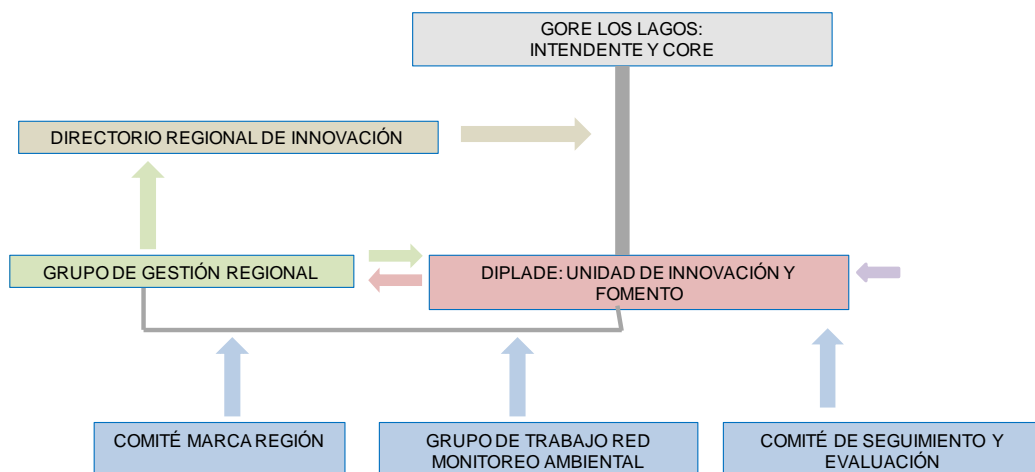 GORE LOS LAGOS:
INTENDENTE Y CORE
DIRECTORIO REGIONAL DE INNOVACIÓN
GRUPO DE GESTIÓN REGIONAL
DIPLADE: UNIDAD DE INNOVACIÓN Y
FOMENTO
COMITÉ MARCA REGIÓN
GRUPO DE TRABAJO RED
MONITOREO AMBIENTAL
COMITÉ DE SEGUIMIENTO Y
EVALUACIÓN